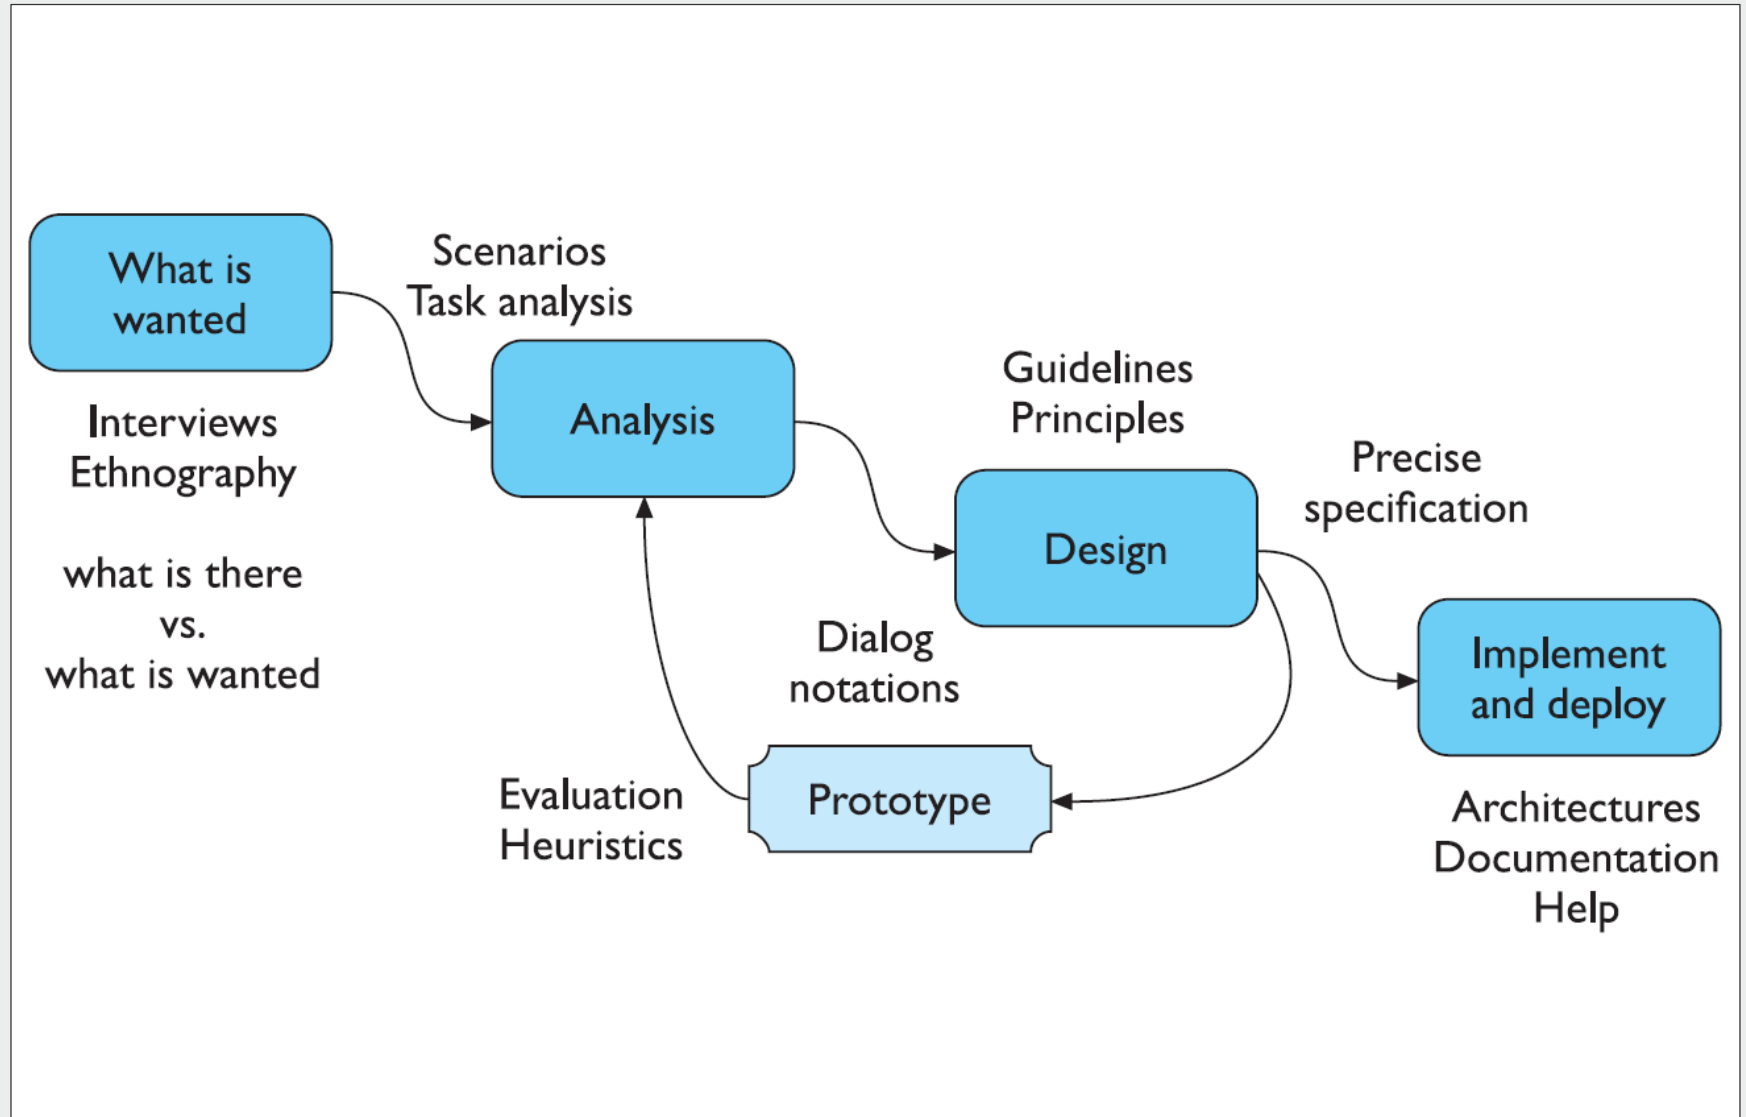 What is
wanted
Interviews
Ethnography
what is there
vs.
what is wanted
Scenarios
Task analysis
Analysis
Guidelines
Principles
Design
Precise
specification
Dialog
notations
Prototype
Evaluation
Heuristics
Implement
and deploy
Architectures
Documentation
Help